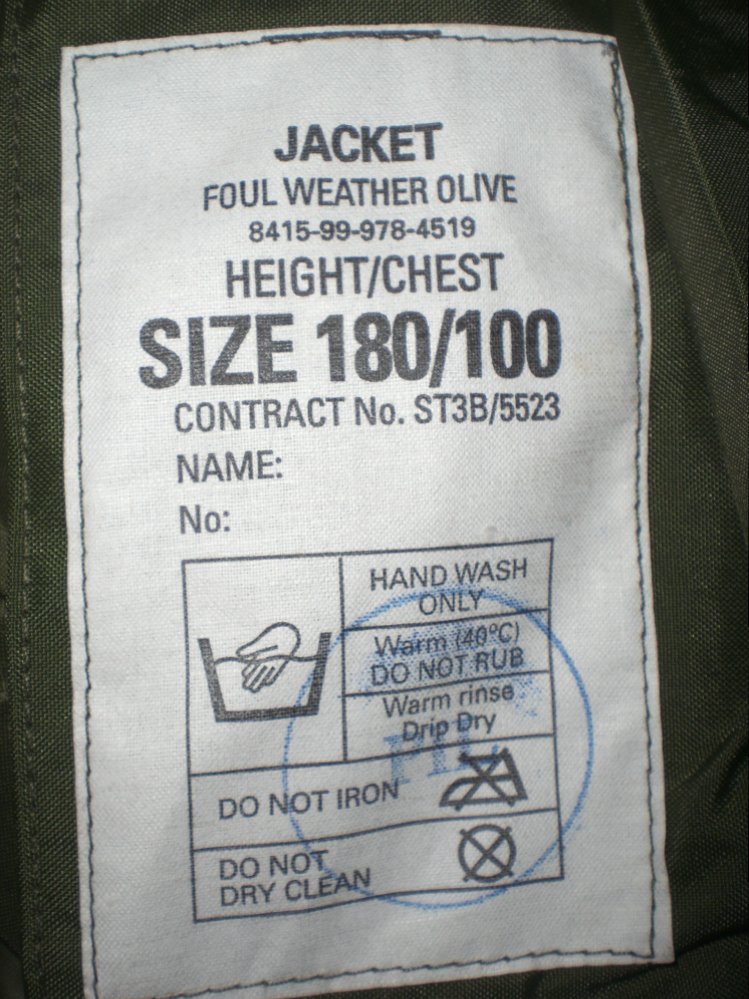 JACKET
FOUL WEATHER OLIVE
8415-99-978-4519
HEIGHT/CHEST
SIZE 180/100
CONTRACT No. ST3B/5523
NAME:
No:
HAND WASH
ONLY
Warm (40°C)
DO NOT RUB
Warm rinse
Drip Dry
DO NOT IRON
DO NOT
DRY CLEAN